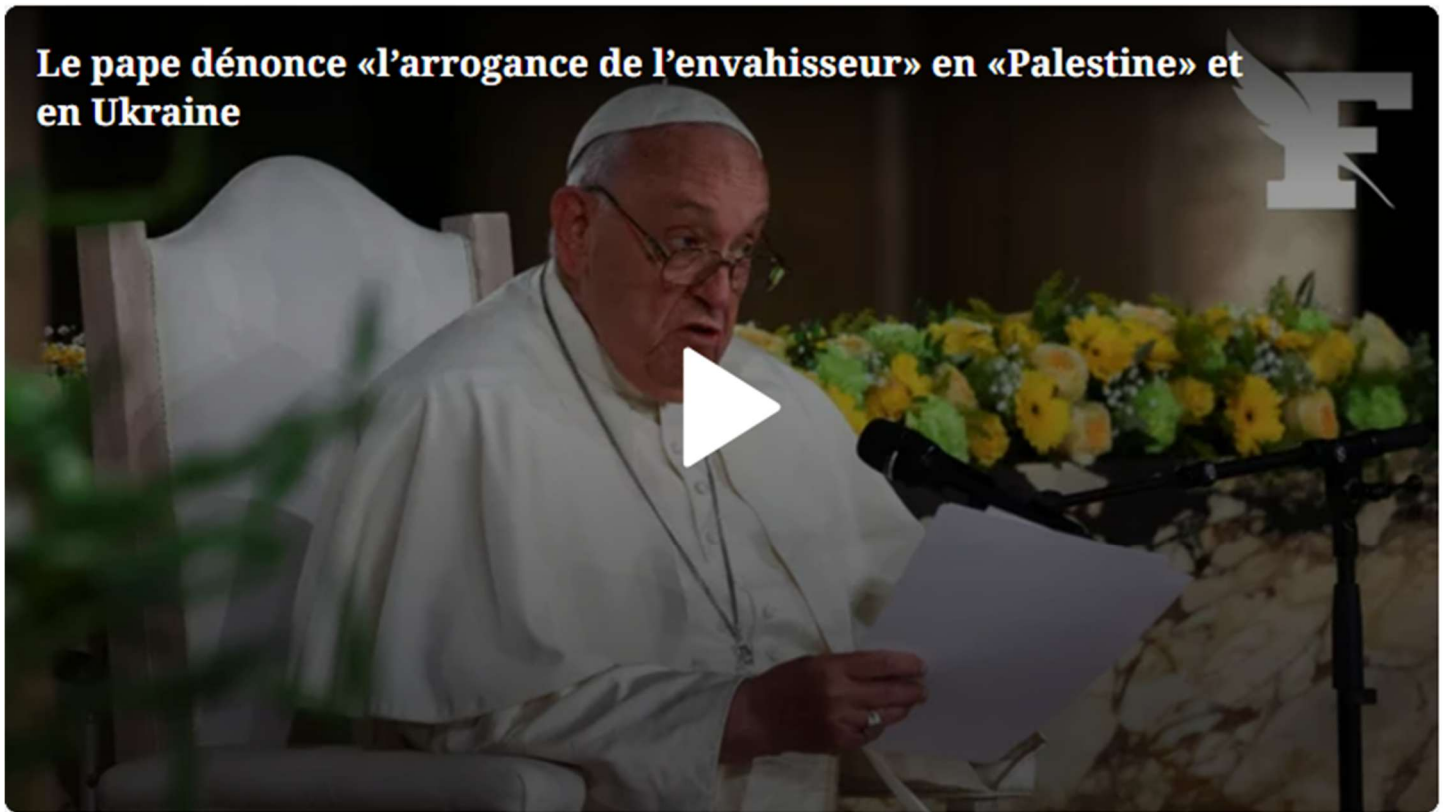 Le pape dénonce «l’arrogance de l’envahisseur» en «Palestine» et
en Ukraine
F